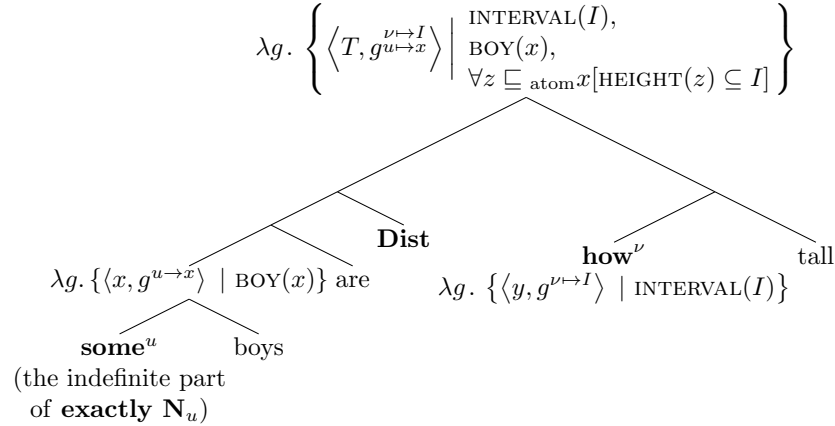 λg. {⟨T, g^{ν↦I}_{u↦x}⟩ | INTERVAL(I),
BOY(x),
∀z ⊑ _{atom}x[HEIGHT(z) ⊆ I]}
Dist
how^ν
tall
λg. {⟨x, g^{u→x}⟩ | BOY(x)} are
λg. {⟨y, g^{ν↦I}⟩ | INTERVAL(I)}
some^u
boys
(the indefinite part
of exactly N_u)